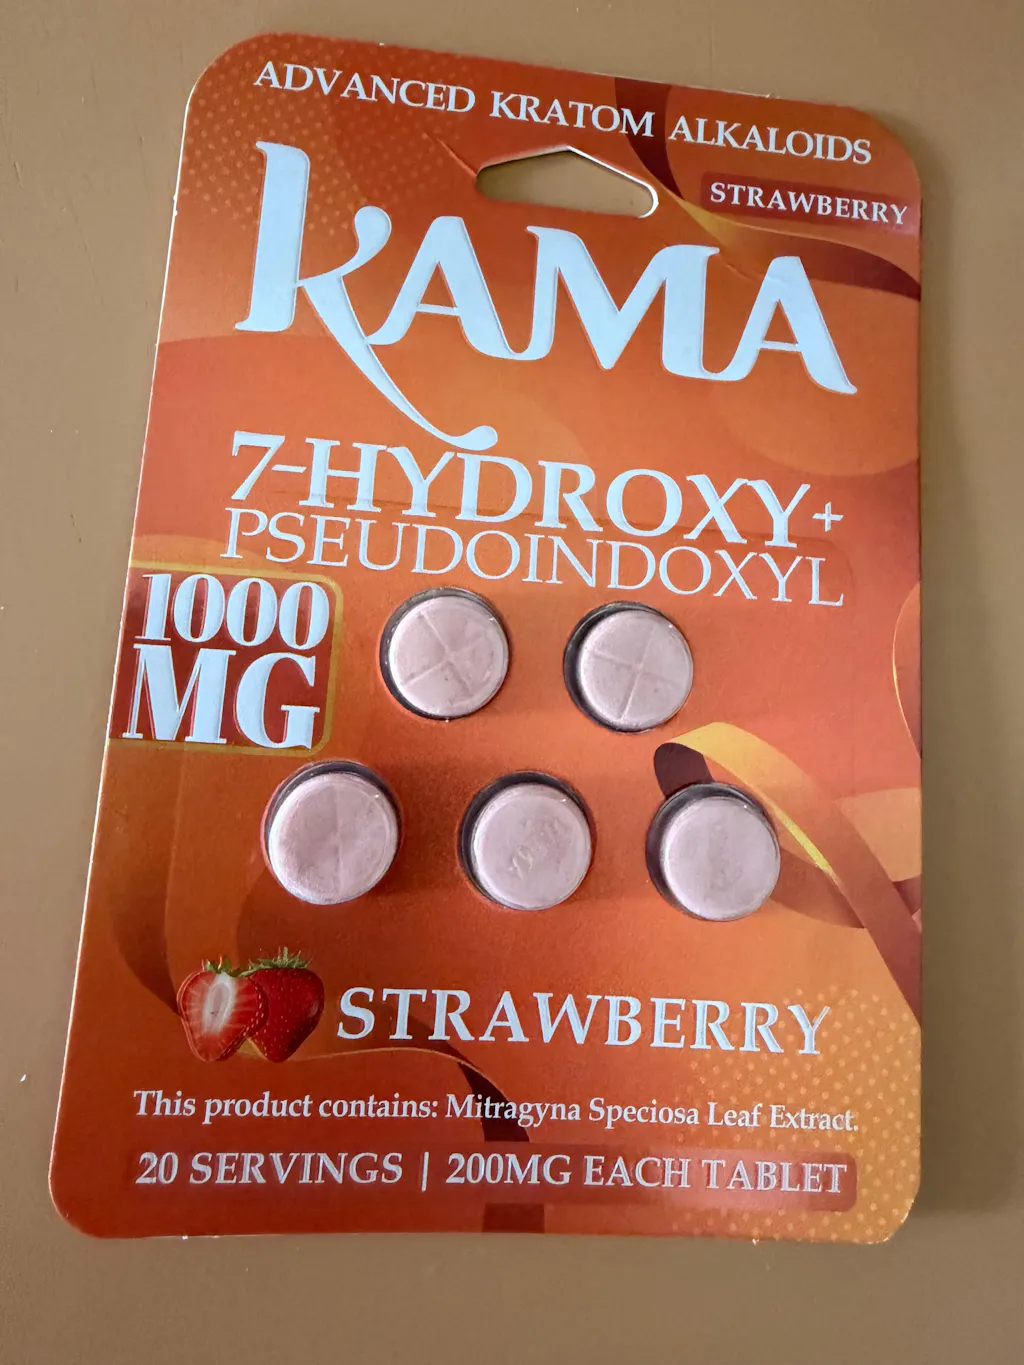 ADVANCED KRATOM ALKALOIDS
STRAWBERRY
KAMA
7-HYDROXY+
PSEUDOINDOXYL
1000
MG
STRAWBERRY
This product contains: Mitragyna Speciosa Leaf Extract.
20 SERVINGS | 200MG EACH TABLET